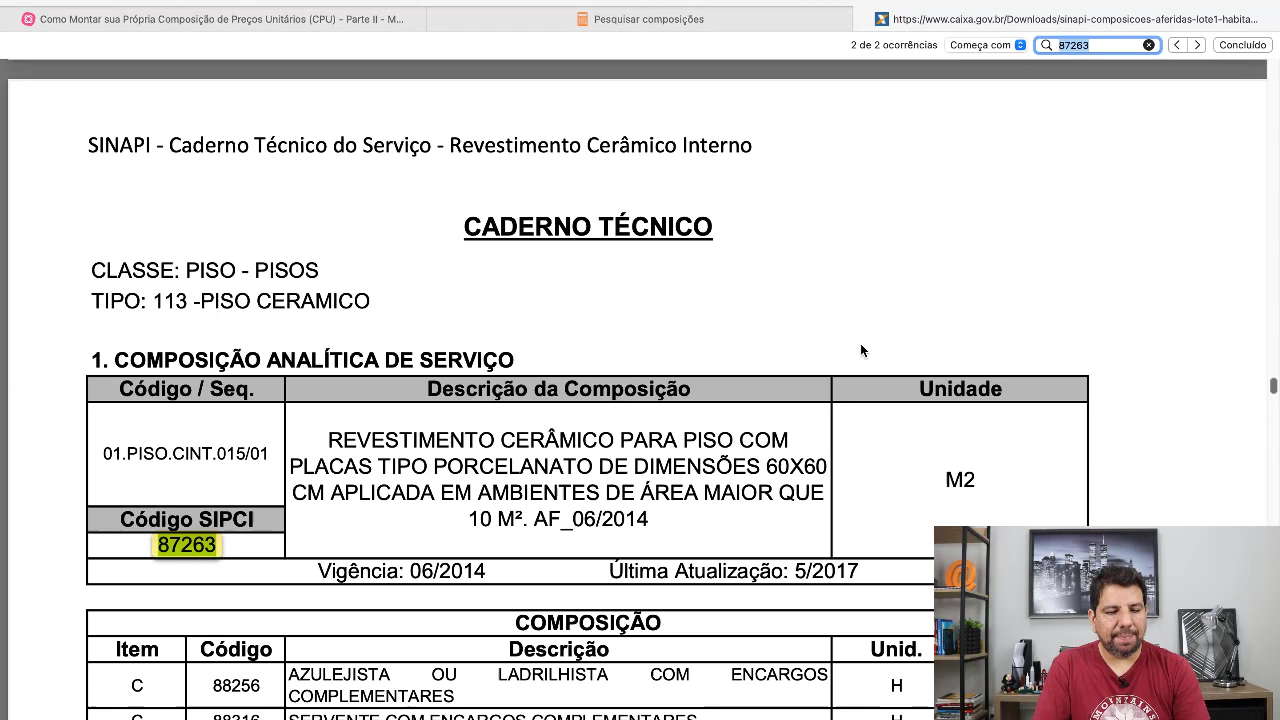 Como Montar sua Própria Composição de Preços Unitários (CPU) – Parte II - M...
Pesquisar composições
https://www.caixa.gov.br/Downloads/sinapi-composicoes-aferidas-lote1-habita...
2 de 2 ocorrências
Começa com
87263
Concluído
SINAPI - Caderno Técnico do Serviço - Revestimento Cerâmico Interno
CADERNO TÉCNICO
CLASSE: PISO - PISOS
TIPO: 113 -PISO CERAMICO
1. COMPOSIÇÃO ANALÍTICA DE SERVIÇO
Código / Seq.
Descrição da Composição
Unidade
01.PISO.CINT.015/01
REVESTIMENTO CERÂMICO PARA PISO COM
PLACAS TIPO PORCELANATO DE DIMENSÕES 60X60
CM APLICADA EM AMBIENTES DE ÁREA MAIOR QUE
10 M². AF_06/2014
M2
Código SIPCI
87263
Vigência: 06/2014
Última Atualização: 5/2017
COMPOSIÇÃO
Item
Código
Descrição
Unid.
C
88256
AZULEJISTA OU LADRILHISTA COM ENCARGOS
COMPLEMENTARES
H
C
88316
SERVENTE COM ENCARGOS COMPLEMENTARES
H